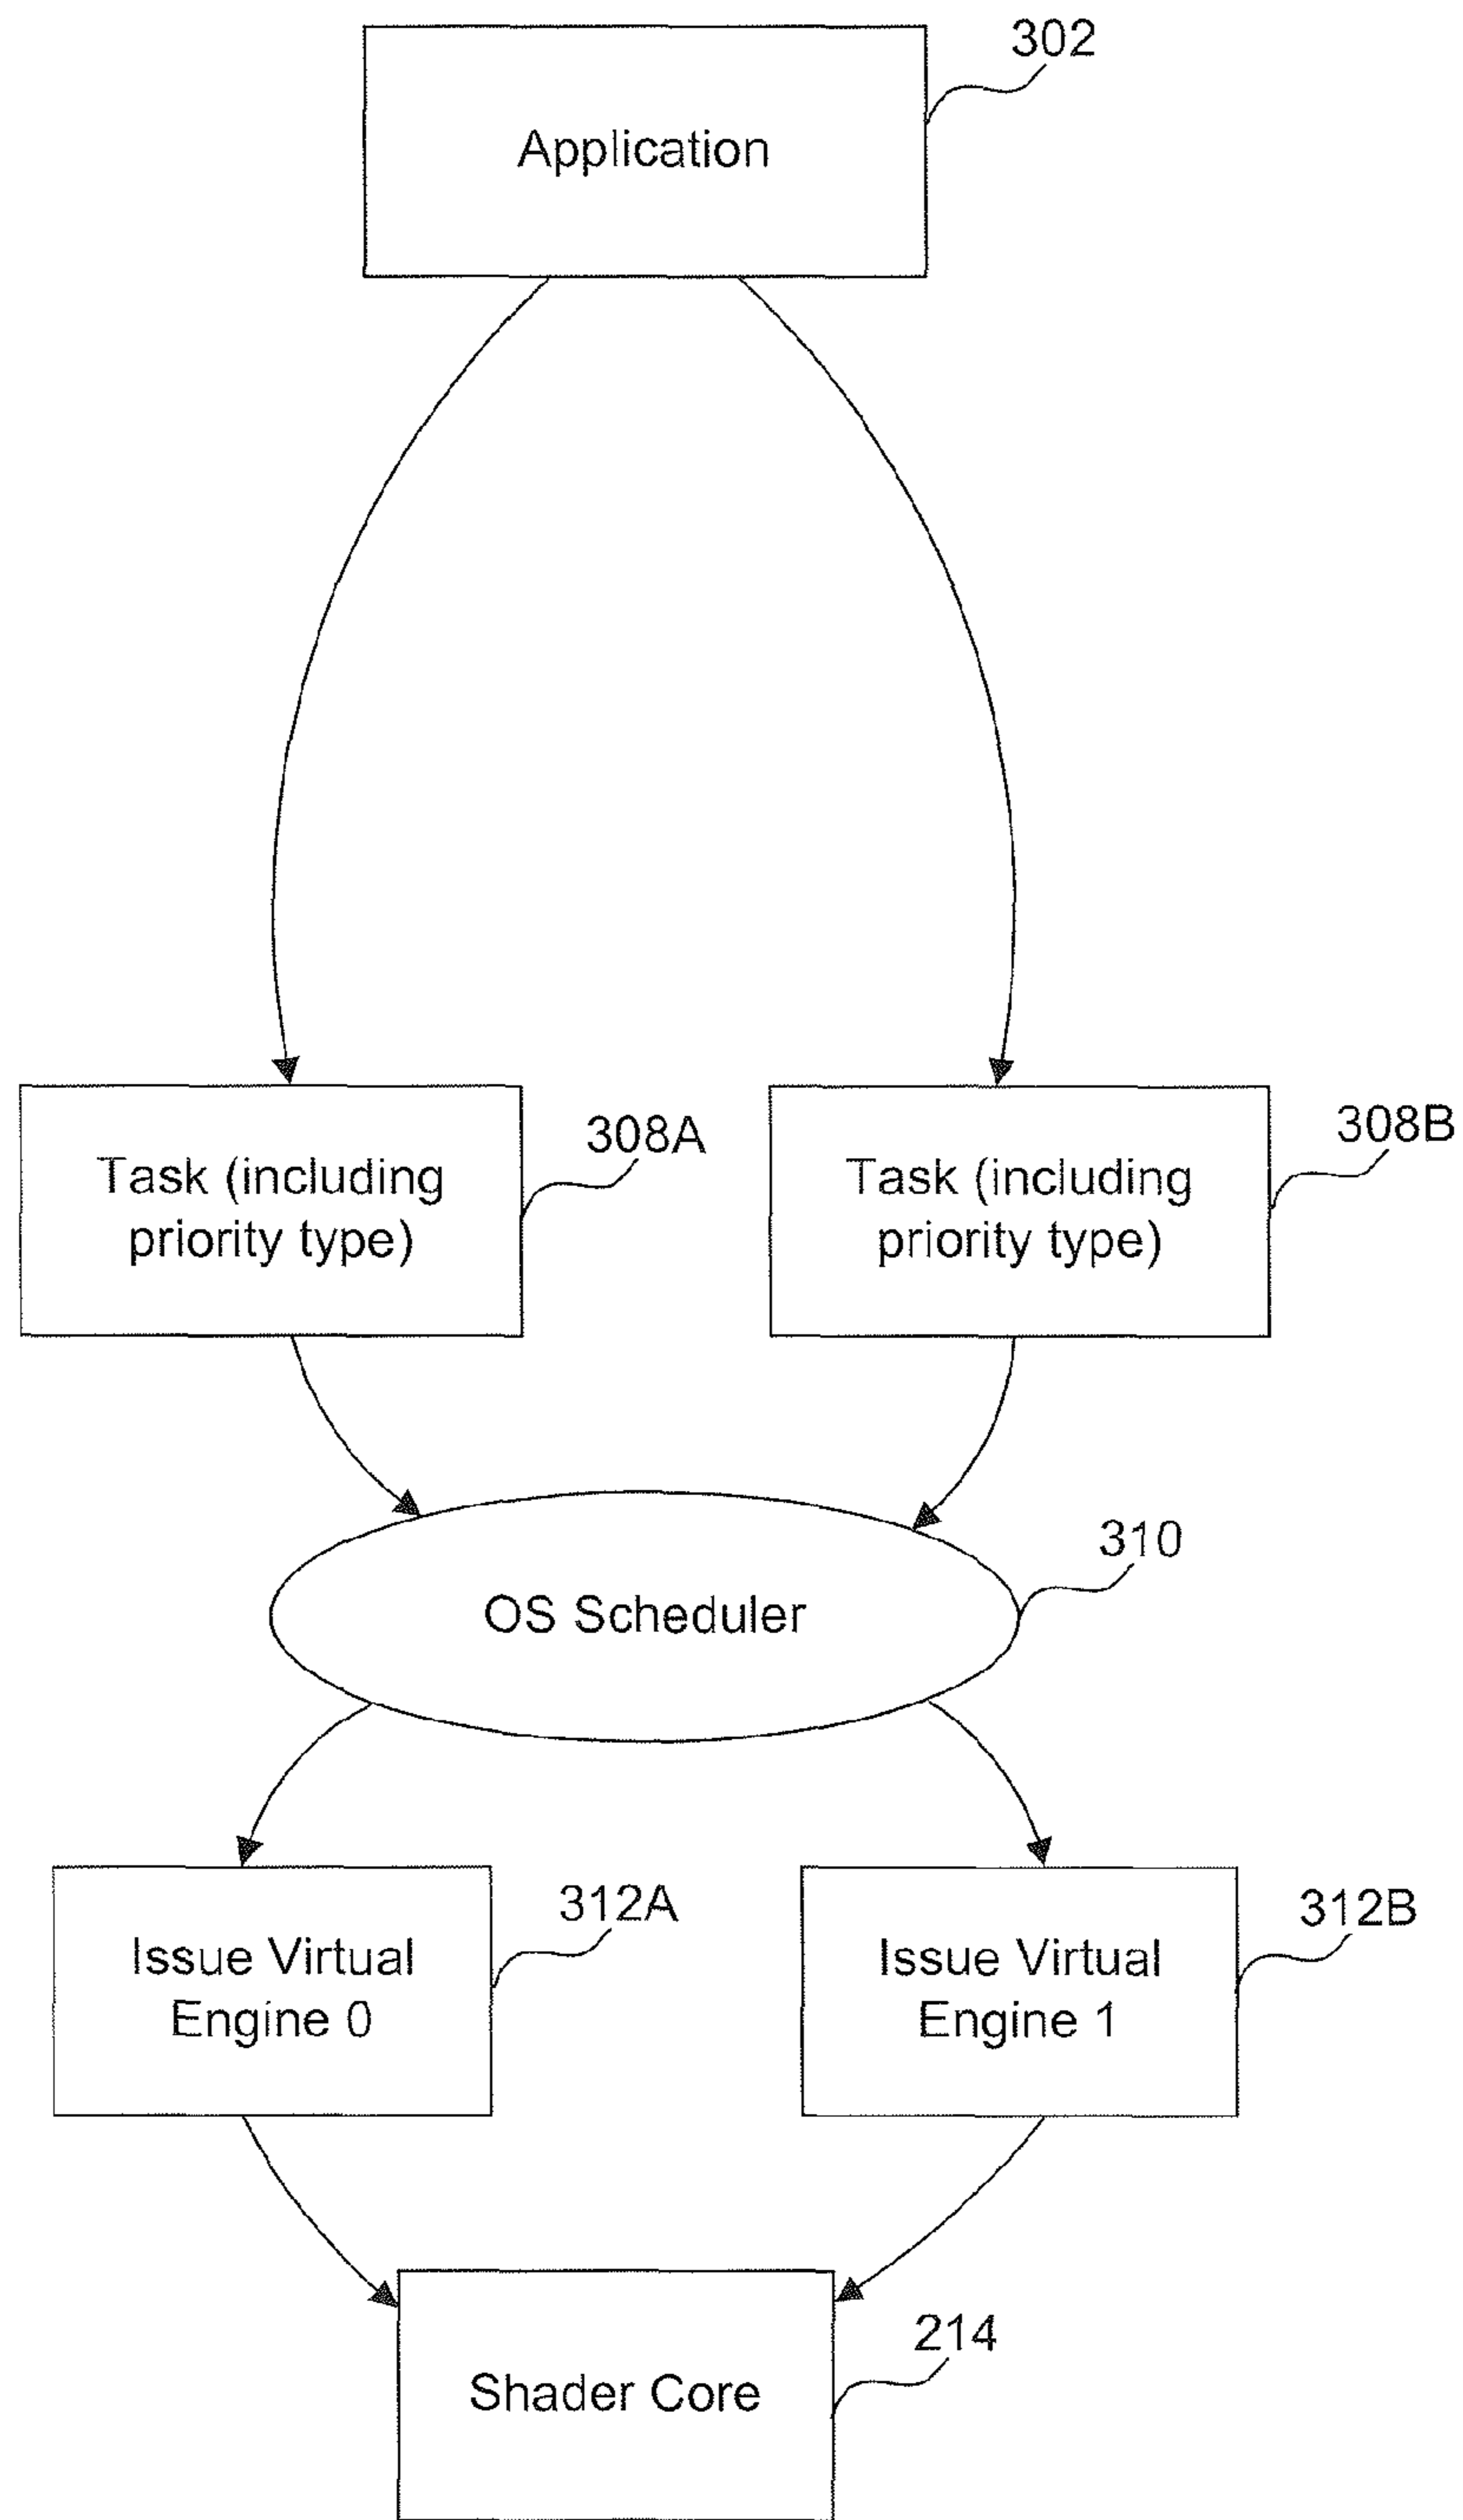 302
Application
308A
308B
Task (including
priority type)
Task (including
priority type)
310
OS Scheduler
312A
312B
Issue Virtual
Engine 0
Issue Virtual
Engine 1
214
Shader Core